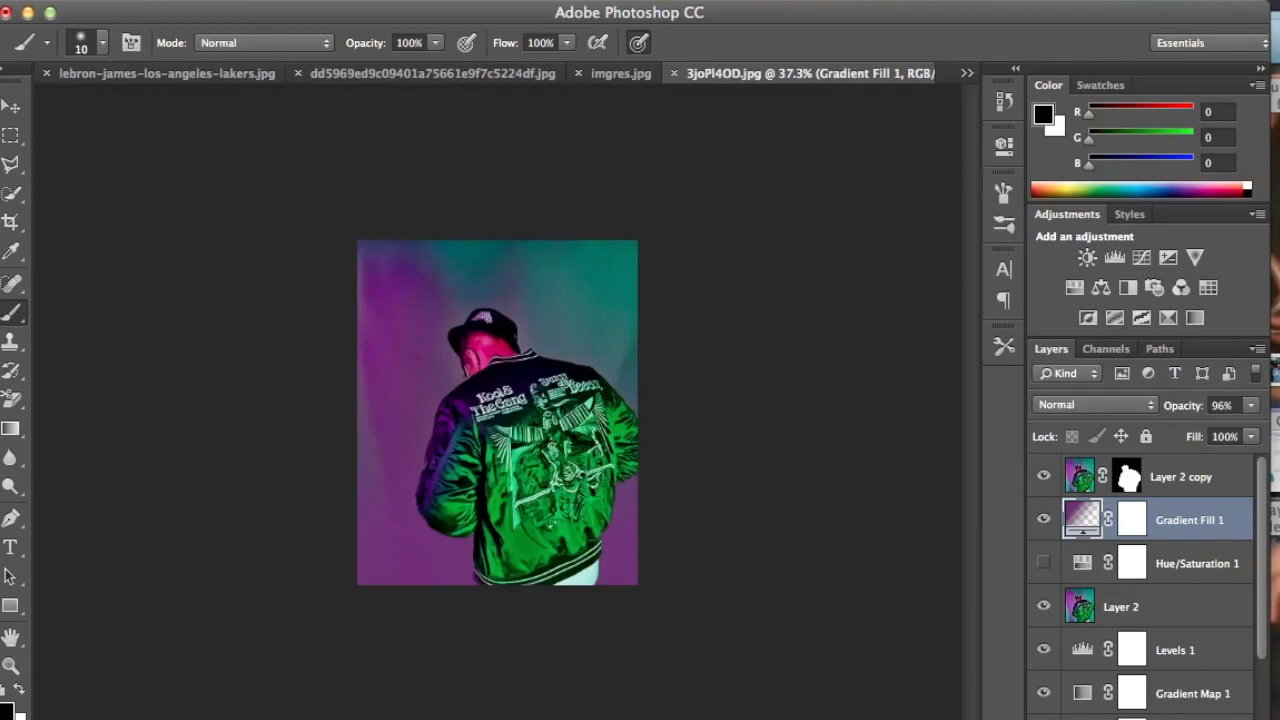 Adobe Photoshop CC
10 Mode: Normal Opacity: 100% Flow: 100% Essentials
lebron-james-los-angeles-lakers.jpg dd5969ed9c09401a75661e9f7c5224df.jpg imgres.jpg 3joPl4OD.jpg @ 37.3% (Gradient Fill 1, RGB/
Color Swatches
R 0
G 0
B 0
Adjustments Styles
Add an adjustment
Layers Channels Paths
Kind
Normal Opacity: 96%
Lock: Fill: 100%
Layer 2 copy
Gradient Fill 1
Hue/Saturation 1
Layer 2
Levels 1
Gradient Map 1
Kool &
The Gang